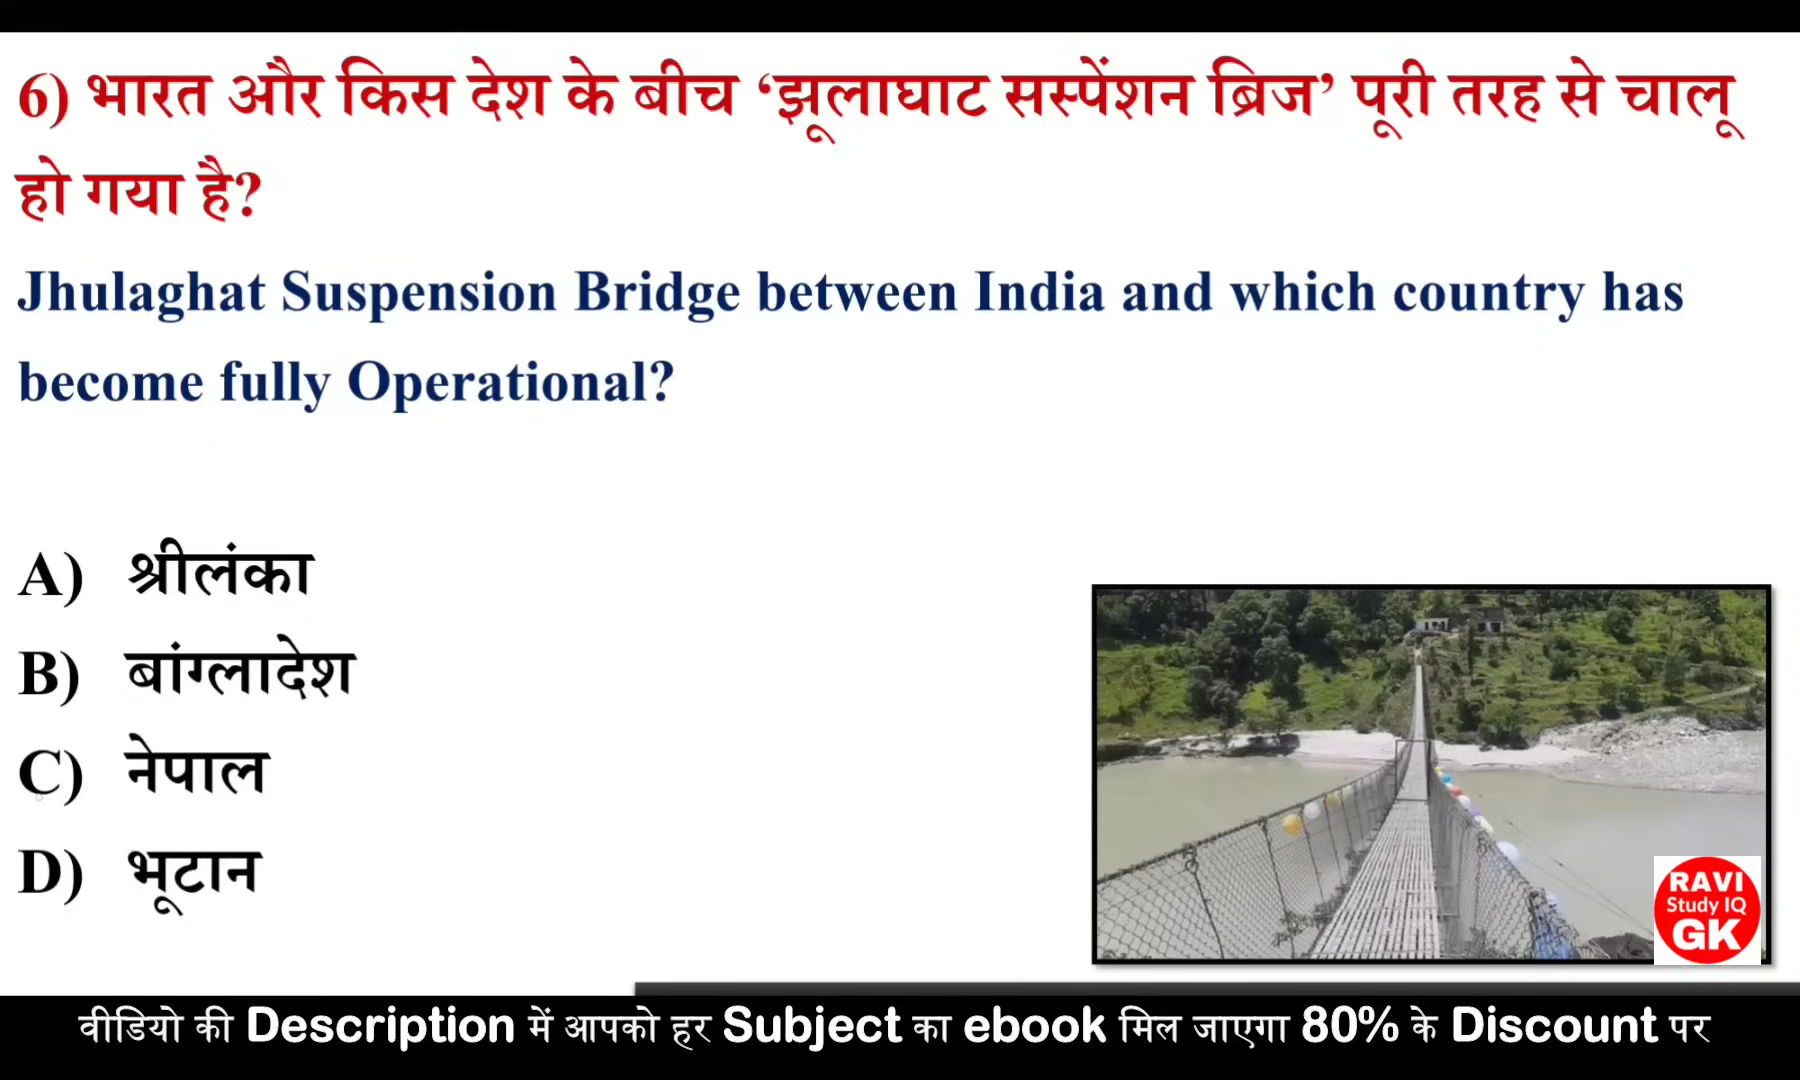 6) भारत और किस देश के बीच ‘झूलाघाट सस्पेंशन ब्रिज’ पूरी तरह से चालू
हो गया है?
Jhulaghat Suspension Bridge between India and which country has
become fully Operational?
A) श्रीलंका
B) बांग्लादेश
C) नेपाल
D) भूटान
RAVI
Study IQ
GK
वीडियो की Description में आपको हर Subject का ebook मिल जाएगा 80% के Discount पर